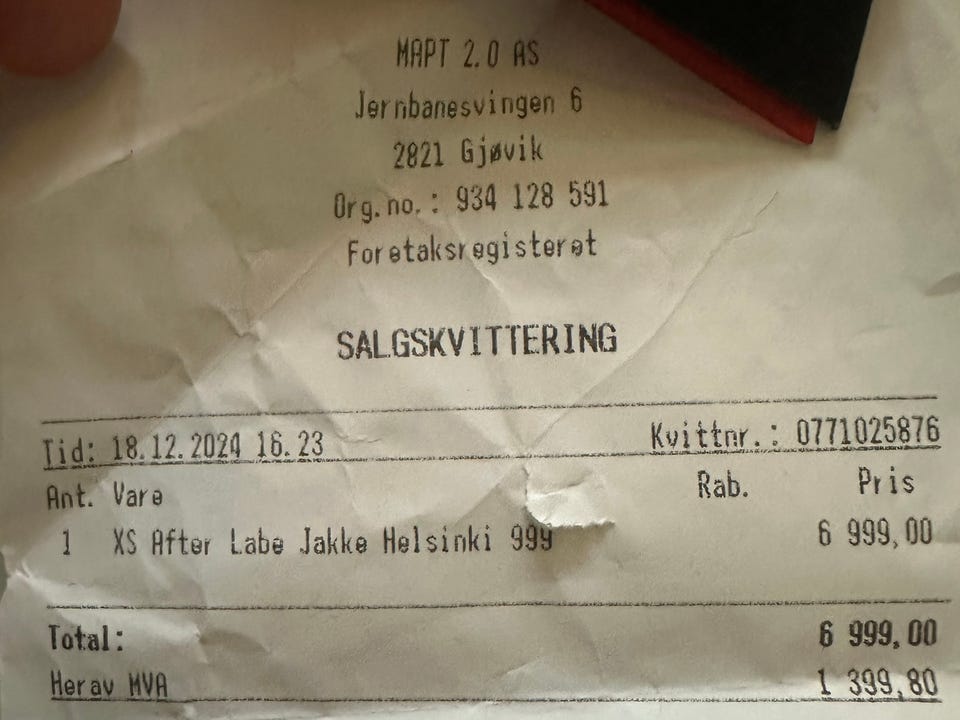 MAPT 2.0 AS
Jernbanesvingen 6
2821 Gjøvik
Org.no.: 934 128 591
Foretaksregisteret
SALGSKVITTERING
Tid: 18.12.2024 16.23 Kvittnr.: 0771025876
Ant. Vare Rab. Pris
1 XS After Labe Jakke Helsinki 999 6 999,00
Total: 6 999,00
Herav MVA 1 399,80